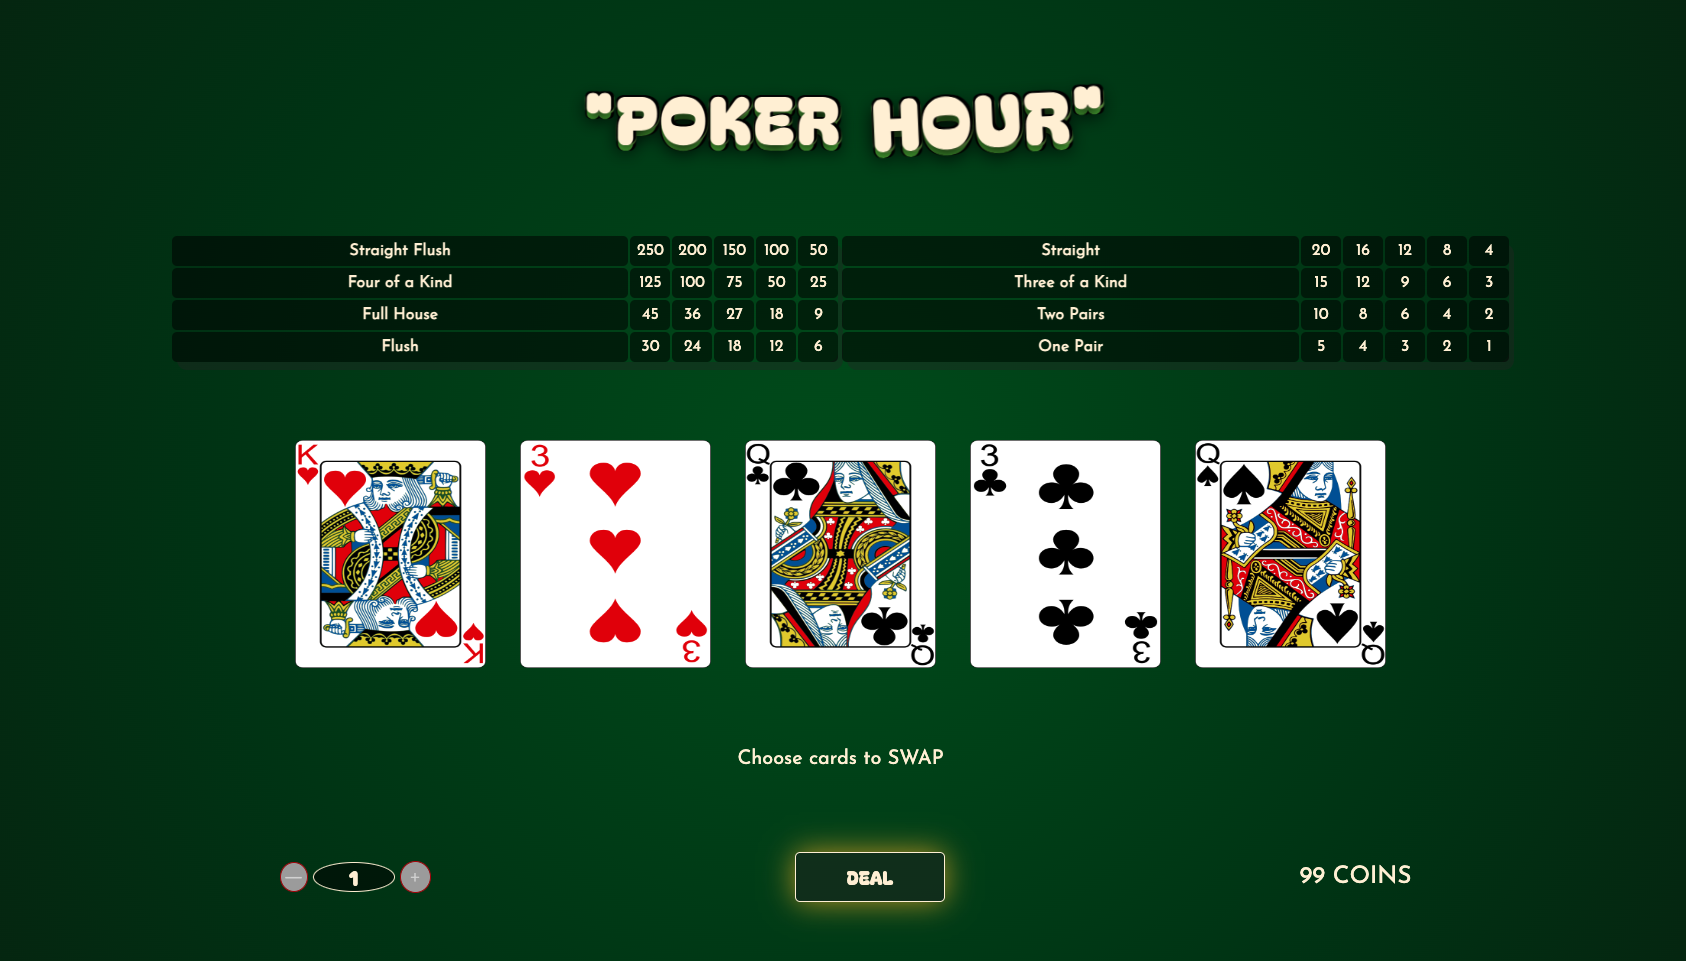 "POKER HOUR"
Straight Flush 250 200 150 100 50
Four of a Kind 125 100 75 50 25
Full House 45 36 27 18 9
Flush 30 24 18 12 6
Straight 20 16 12 8 4
Three of a Kind 15 12 9 6 3
Two Pairs 10 8 6 4 2
One Pair 5 4 3 2 1
K 3 Q 3 Q
K 3 Q 3 Q
Choose cards to SWAP
— 1 +
DEAL
99 COINS